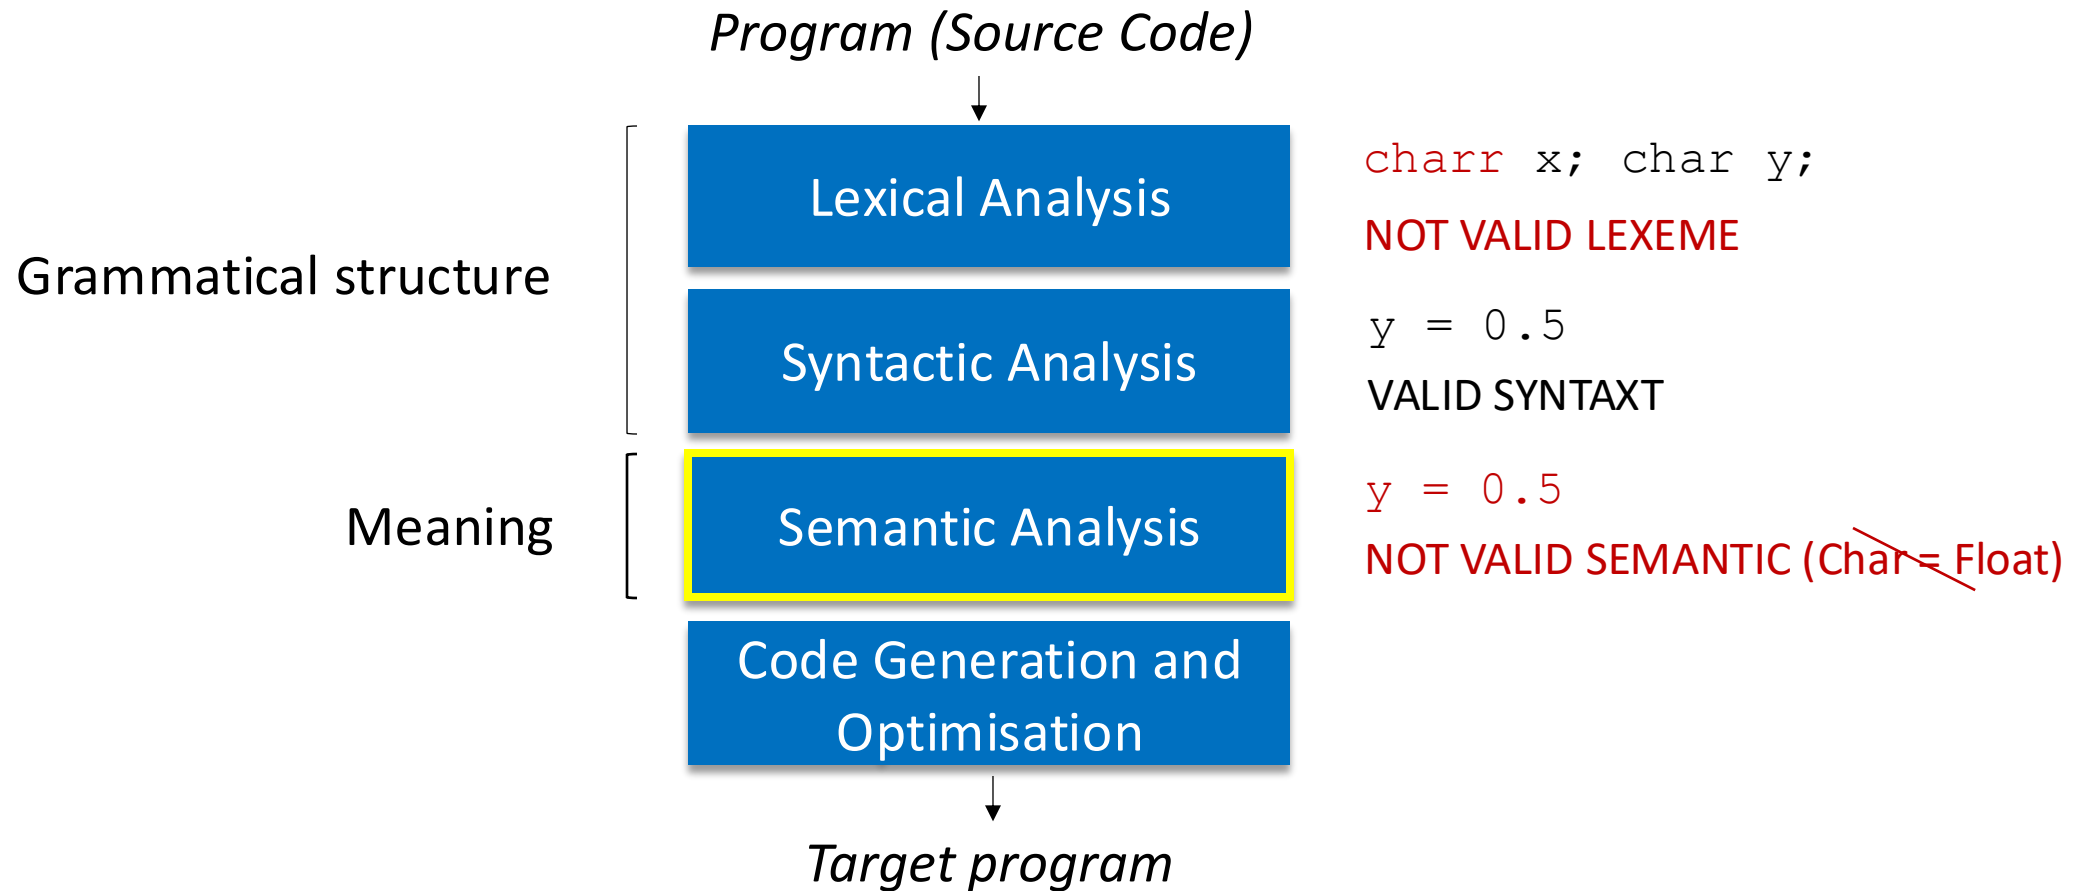 Program (Source Code)
Lexical Analysis
charr x; char y;
NOT VALID LEXEME
Grammatical structure
Syntactic Analysis
y = 0.5
VALID SYNTAXT
Meaning
Semantic Analysis
y = 0.5
NOT VALID SEMANTIC (Char = Float)
Code Generation and
Optimisation
Target program